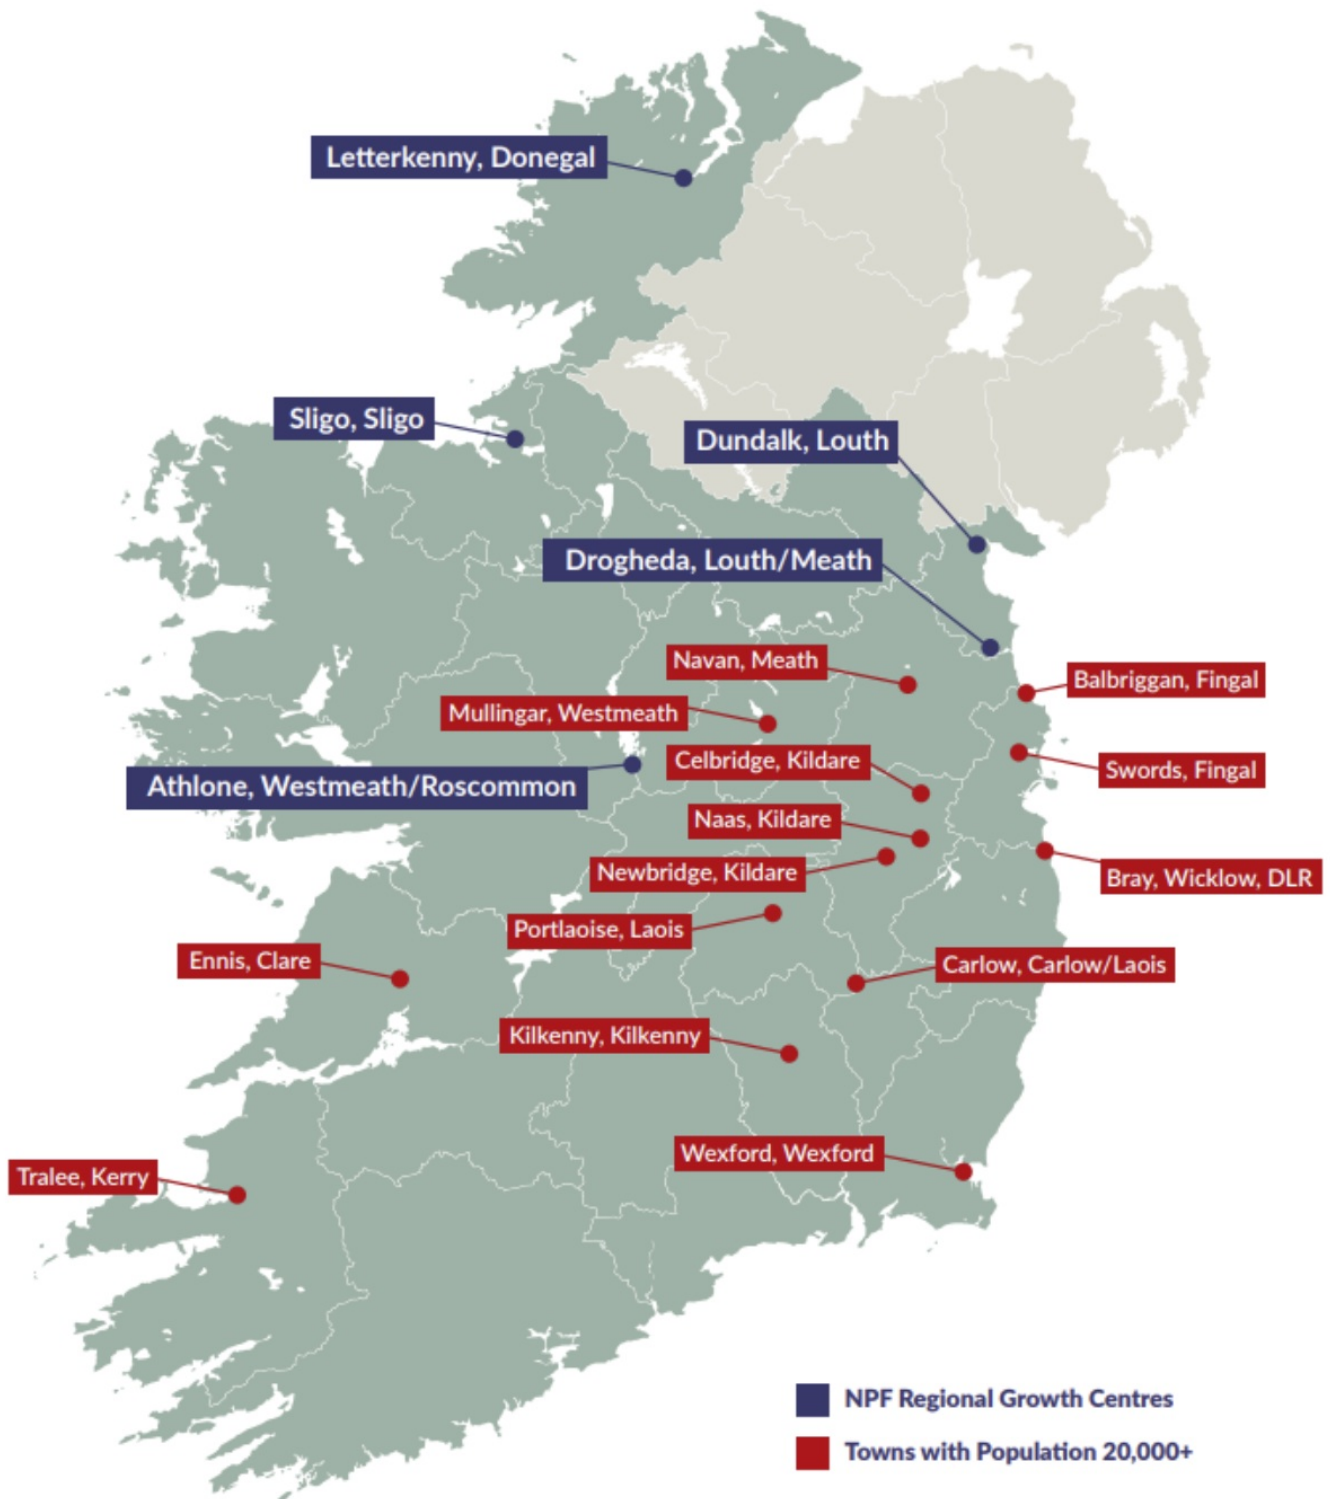 Letterkenny, Donegal
Sligo, Sligo
Dundalk, Louth
Drogheda, Louth/Meath
Navan, Meath
Balbriggan, Fingal
Mullingar, Westmeath
Celbridge, Kildare
Swords, Fingal
Athlone, Westmeath/Roscommon
Naas, Kildare
Newbridge, Kildare
Bray, Wicklow, DLR
Portlaoise, Laois
Ennis, Clare
Carlow, Carlow/Laois
Kilkenny, Kilkenny
Wexford, Wexford
Tralee, Kerry
NPF Regional Growth Centres
Towns with Population 20,000+